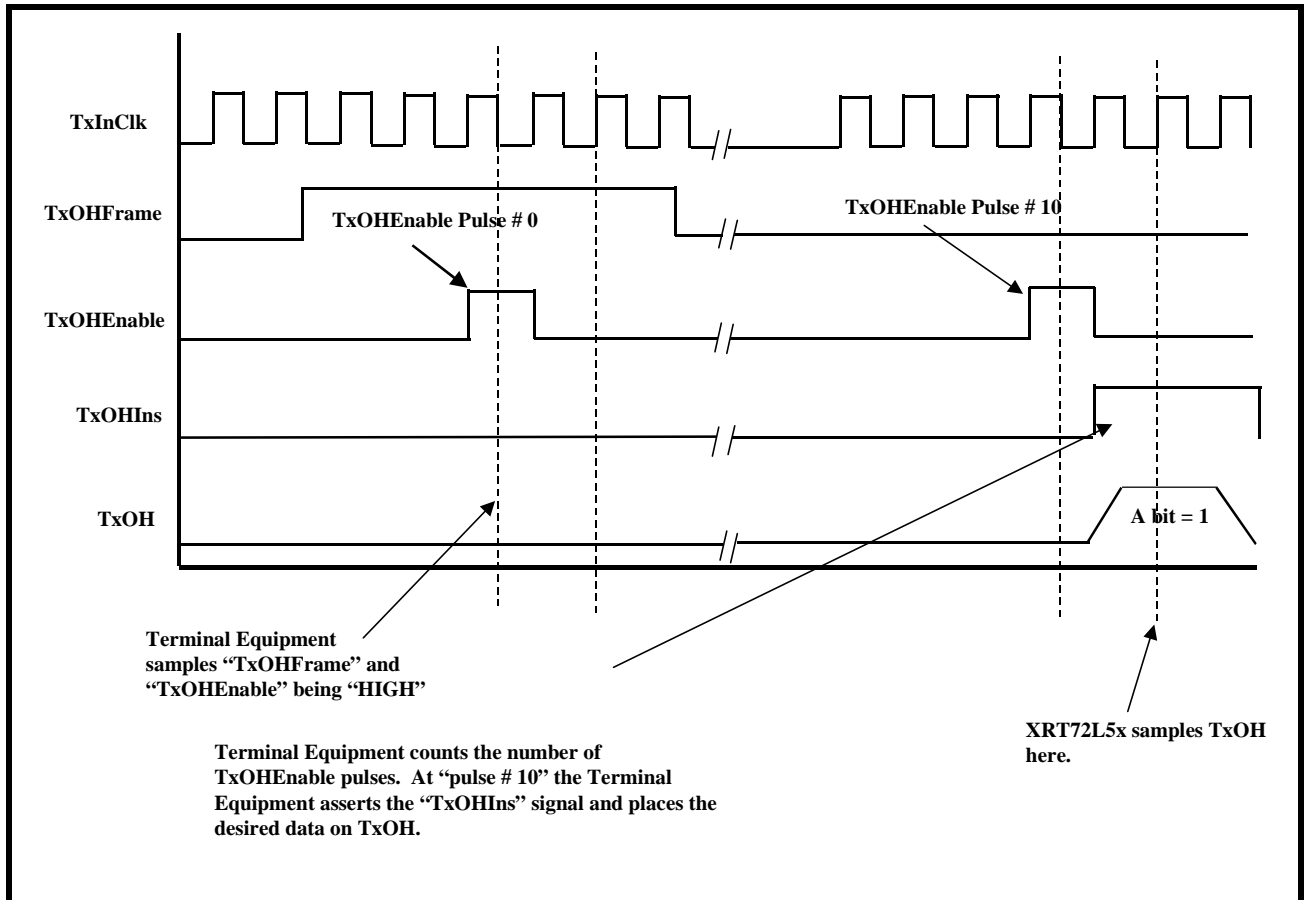 TxInClk
TxOHFrame
TxOHEnable Pulse # 0
TxOHEnable Pulse # 10
TxOHEnable
TxOHIns
TxOH
A bit = 1
Terminal Equipment
samples “TxOHFrame” and
“TxOHEnable” being “HIGH”
XRT72L5x samples TxOH
here.
Terminal Equipment counts the number of
TxOHEnable pulses. At “pulse # 10” the Terminal
Equipment asserts the “TxOHIns” signal and places the
desired data on TxOH.